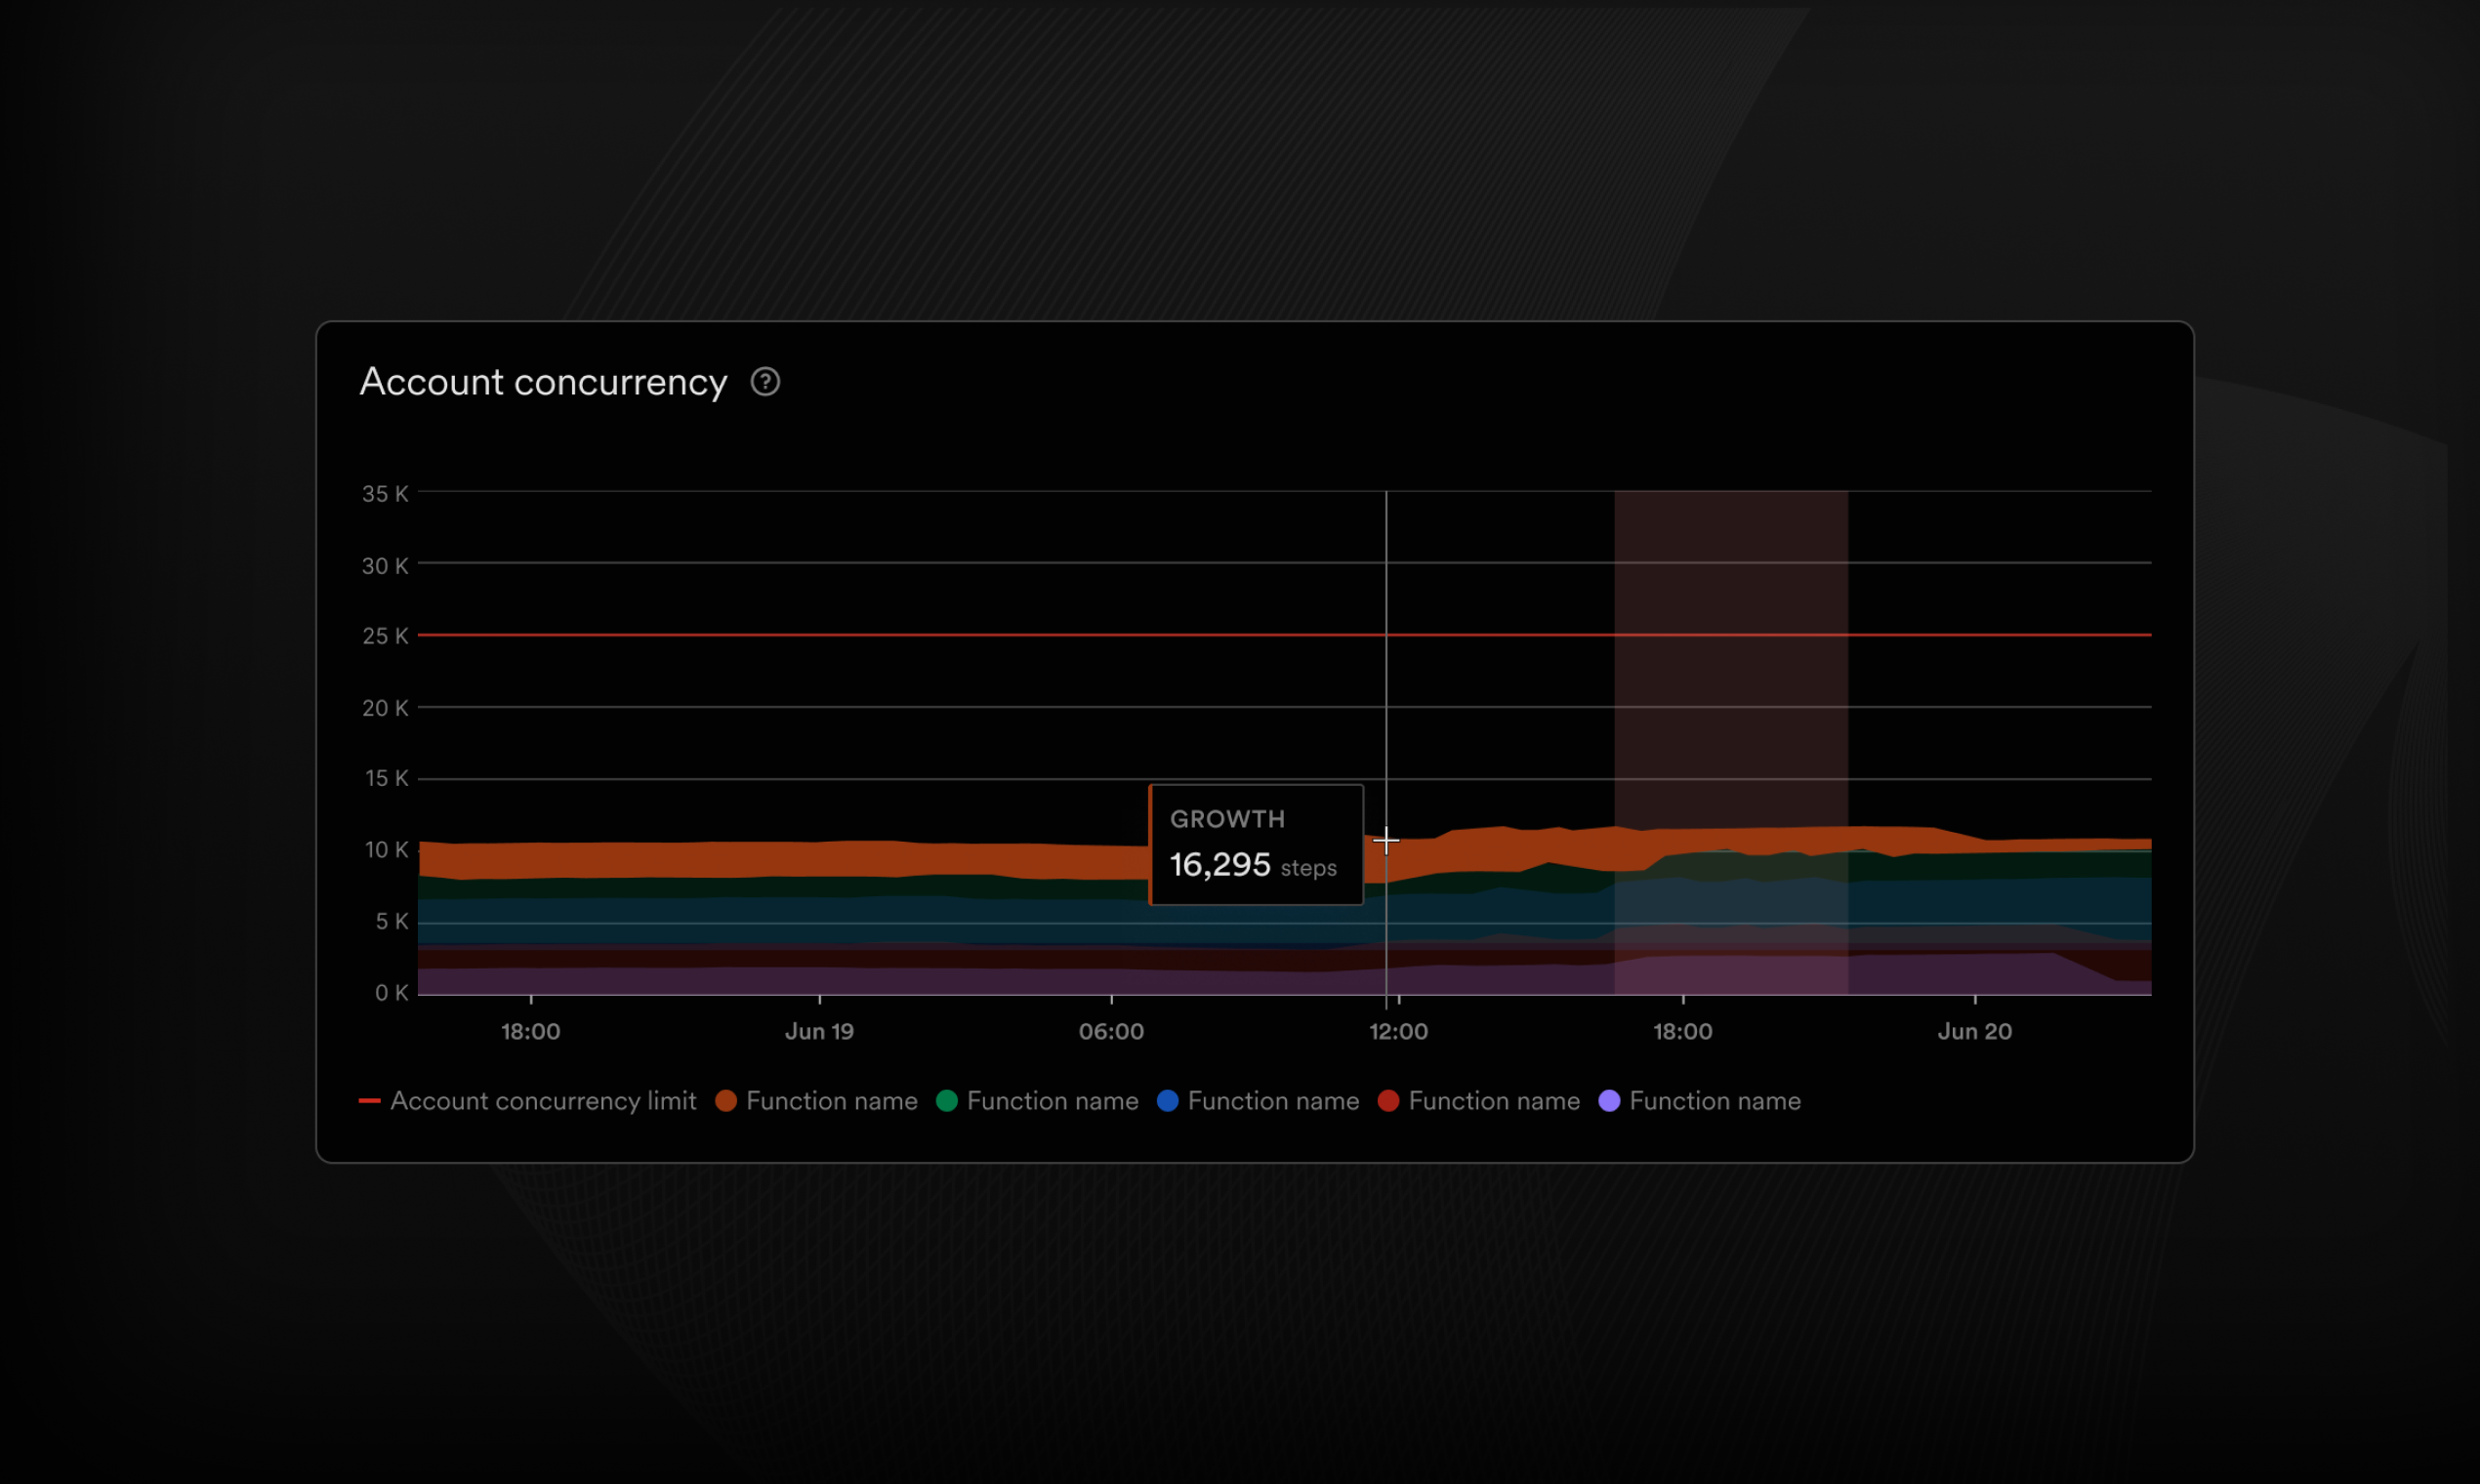 Account concurrency ?
35 K
30 K
25 K
20 K
15 K
10 K
5 K
0 K
GROWTH
16,295 steps
18:00 Jun 19 06:00 12:00 18:00 Jun 20
Account concurrency limit Function name Function name Function name Function name Function name